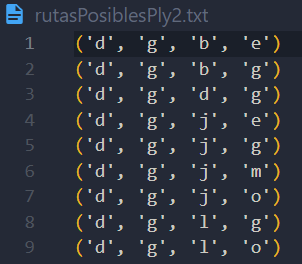 rutasPosiblesPly2.txt
1 ('d', 'g', 'b', 'e')
2 ('d', 'g', 'b', 'g')
3 ('d', 'g', 'd', 'g')
4 ('d', 'g', 'j', 'e')
5 ('d', 'g', 'j', 'g')
6 ('d', 'g', 'j', 'm')
7 ('d', 'g', 'j', 'o')
8 ('d', 'g', 'l', 'g')
9 ('d', 'g', 'l', 'o')